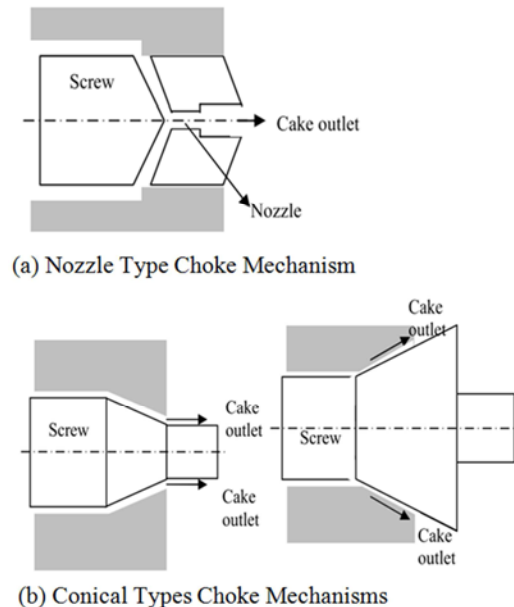 Screw
Cake outlet
Nozzle
(a) Nozzle Type Choke Mechanism
Cake
outlet
Screw
Cake
outlet
Cake
outlet
Screw
Cake
outlet
(b) Conical Types Choke Mechanisms